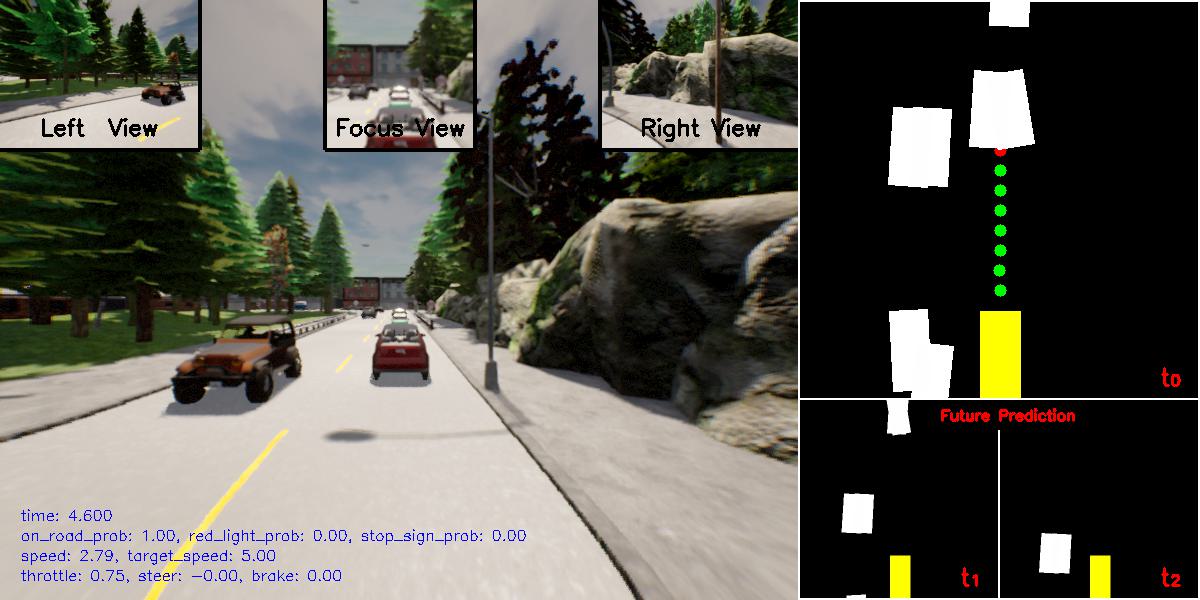 Left View
Focus View
Right View
time: 4.600
on_road_prob: 1.00, red_light_prob: 0.00, stop_sign_prob: 0.00
speed: 2.79, target_speed: 5.00
throttle: 0.75, steer: −0.00, brake: 0.00
t0
Future Prediction
t1
t2